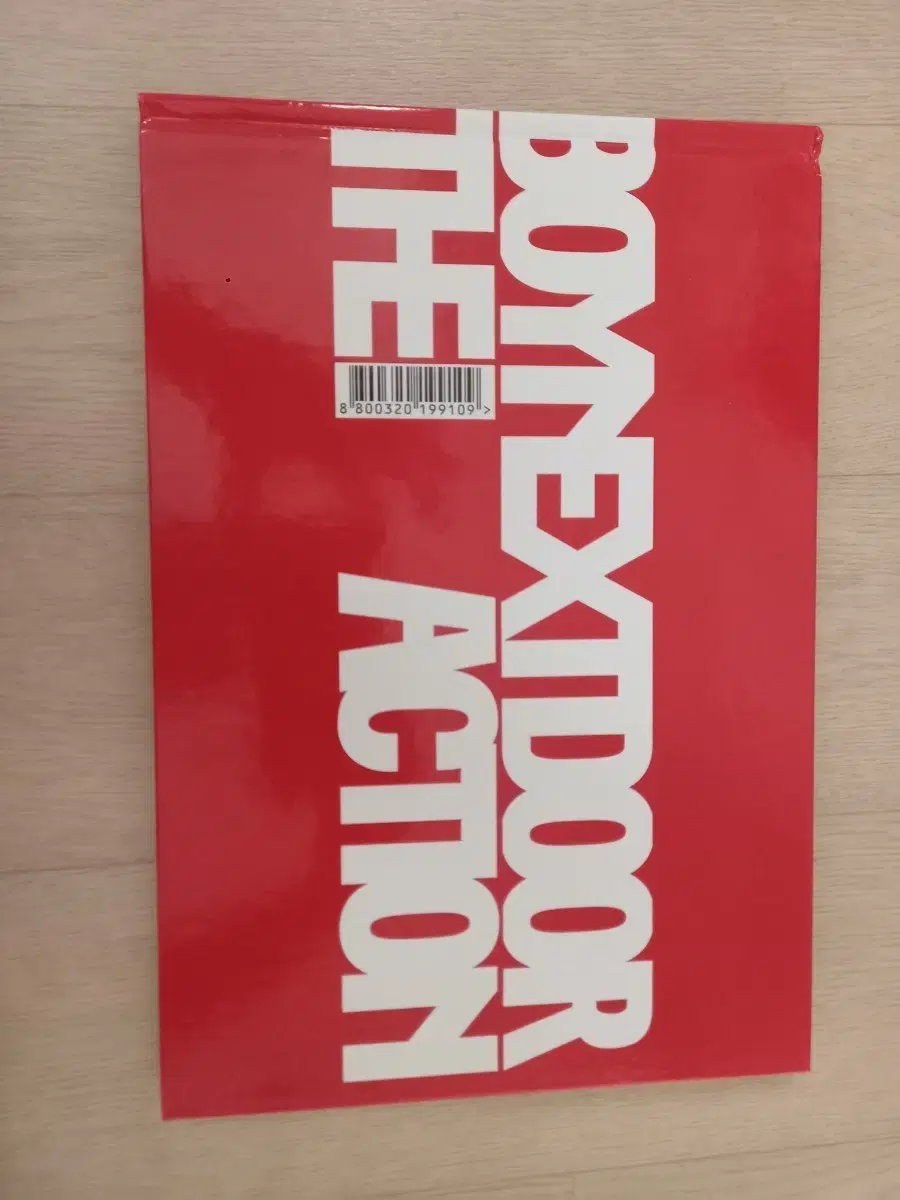 BOYNEXTDOOR
THE ACTION
8 800320 199109 >